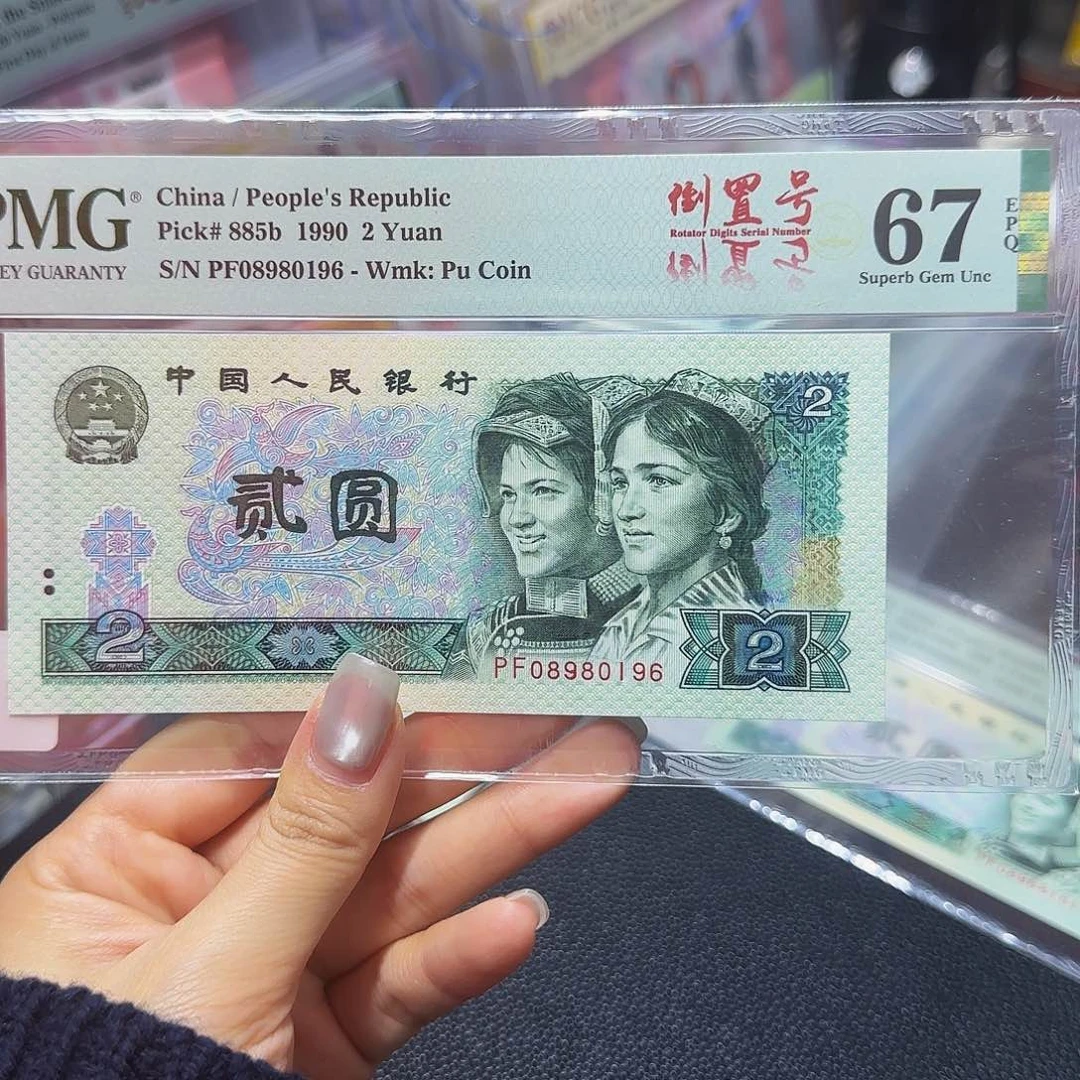 PMG®
EY GUARANTY
China / People's Republic
Pick# 885b 1990 2 Yuan
S/N PF08980196 - Wmk: Pu Coin
倒置号
Rotator Digits Serial Number
67
EPQ
Superb Gem Unc
中国人民银行
2
贰圆
2
PF08980196
2